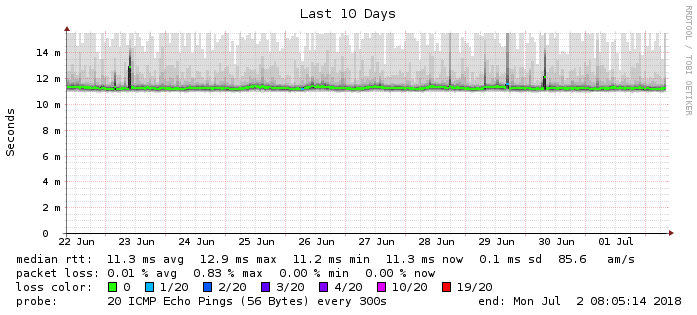 Last 10 Days
RRDTOOL / TOBI OETIKER
Seconds
14 m
12 m
10 m
8 m
6 m
4 m
2 m
0
22 Jun 23 Jun 24 Jun 25 Jun 26 Jun 27 Jun 28 Jun 29 Jun 30 Jun 01 Jul
median rtt: 11.3 ms avg 12.9 ms max 11.2 ms min 11.3 ms now 0.1 ms sd 85.6 am/s
packet loss: 0.01 % avg 0.83 % max 0.00 % min 0.00 % now
loss color: 0 1/20 2/20 3/20 4/20 10/20 19/20
probe: 20 ICMP Echo Pings (56 Bytes) every 300s end: Mon Jul 2 08:05:14 2018